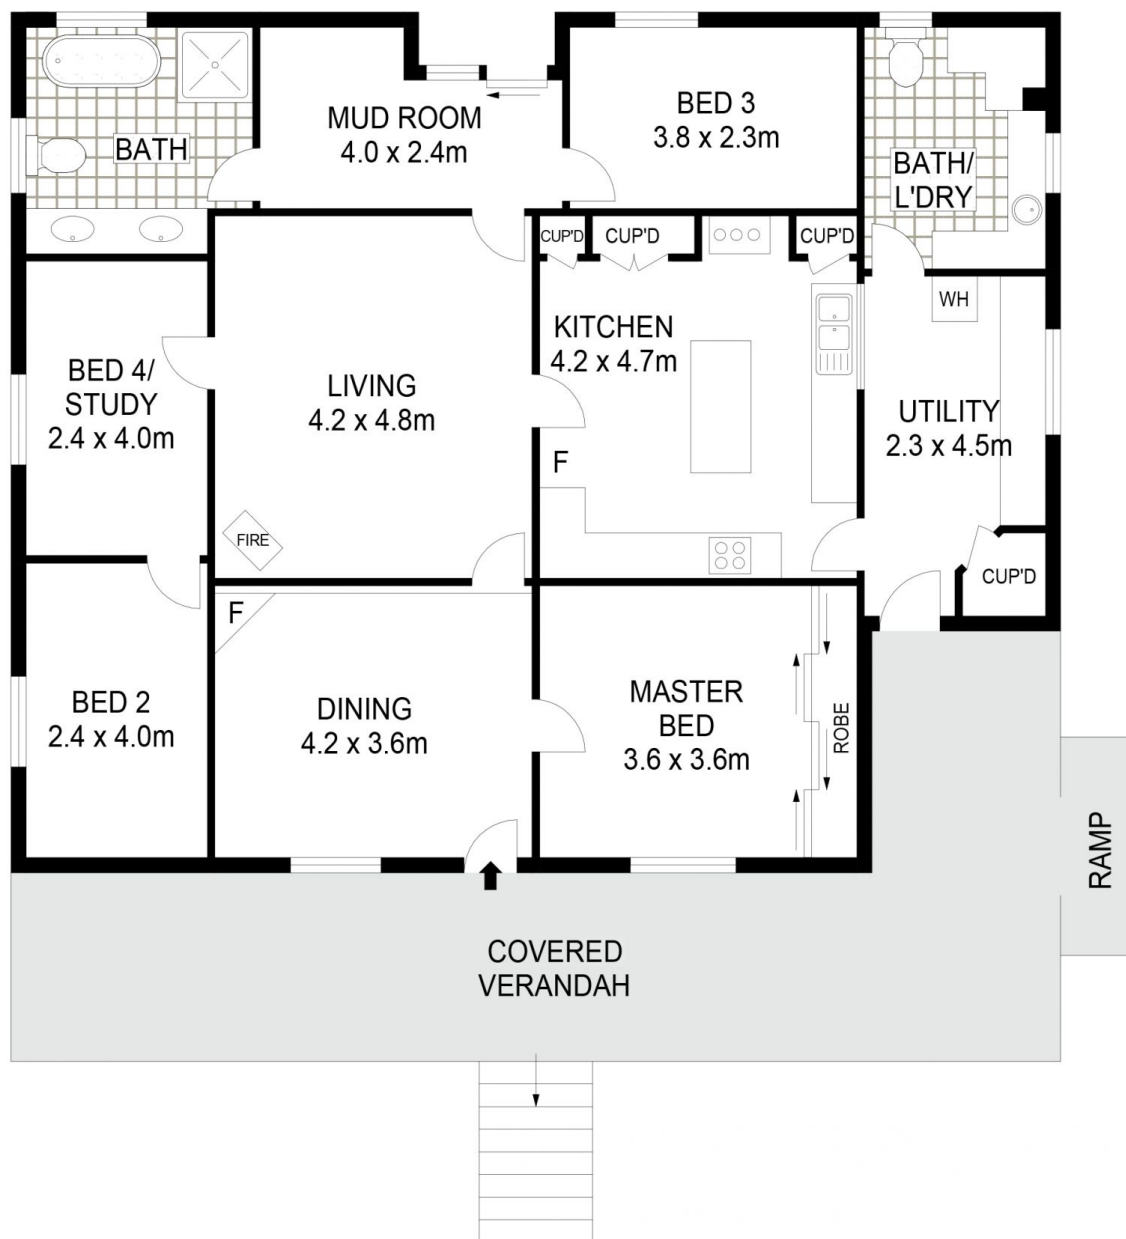 BATH
MUD ROOM
4.0 x 2.4m
BED 3
3.8 x 2.3m
BATH/
L'DRY
CUP'D
CUP'D
CUP'D
WH
KITCHEN
4.2 x 4.7m
BED 4/
STUDY
2.4 x 4.0m
LIVING
4.2 x 4.8m
UTILITY
2.3 x 4.5m
F
FIRE
CUP'D
F
BED 2
2.4 x 4.0m
DINING
4.2 x 3.6m
MASTER
BED
3.6 x 3.6m
ROBE
RAMP
COVERED
VERANDAH